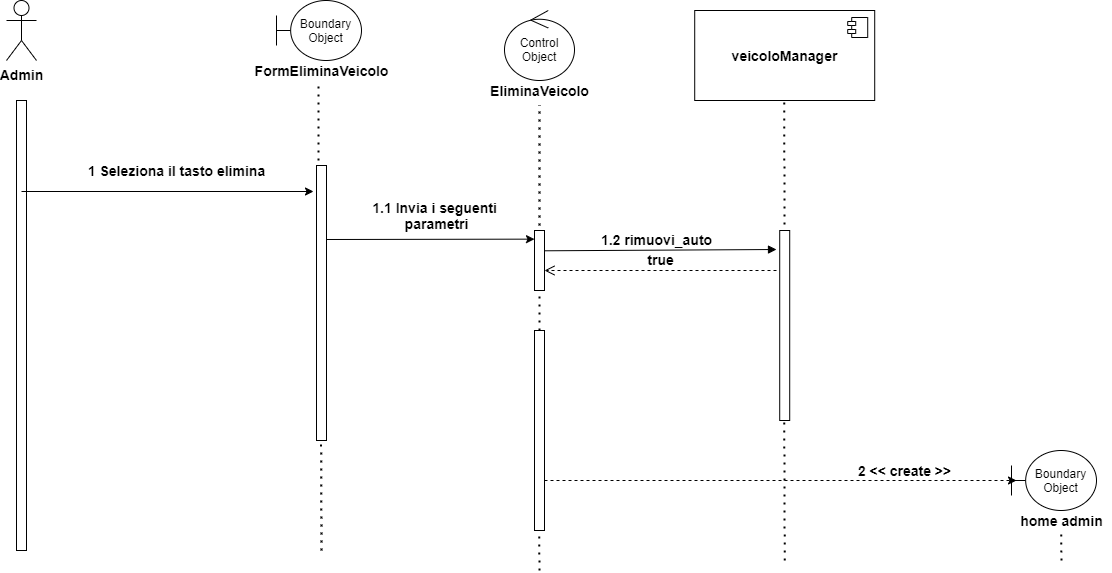 Boundary
Object
Control
Object
Admin
FormEliminaVeicolo
EliminaVeicolo
veicoloManager
1 Seleziona il tasto elimina
1.1 Invia i seguenti
parametri
1.2 rimuovi_auto
true
2 << create >>
Boundary
Object
home admin